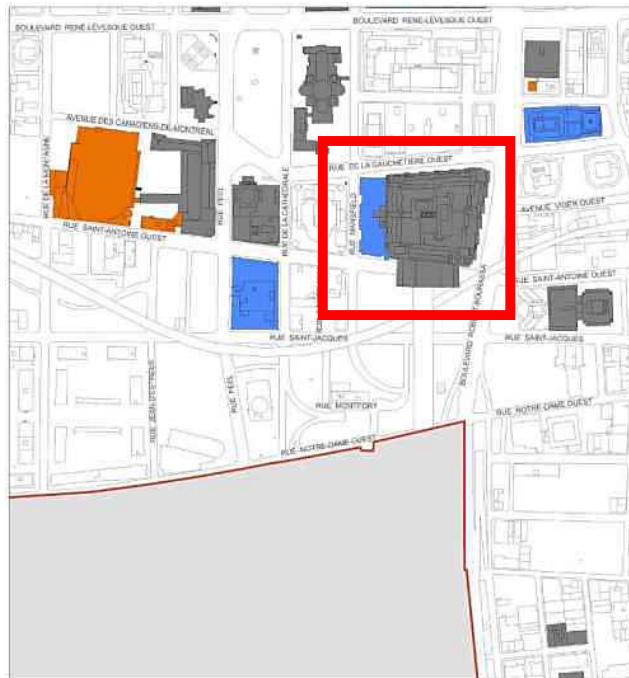 BOULEVARD RENÉ-LÉVESQUE OUEST
BOULEVARD RENÉ-LÉVESQUE OUEST
AVENUE DES CANADIENS-DE-MONTRÉAL
RUE DE LA GAUCHETIÈRE OUEST
RUE DE LA MONTAGNE
RUE PEEL
RUE DE LA CATHÉDRALE
RUE MANSFIELD
AVENUE VIGER OUEST
RUE SAINT-ANTOINE OUEST
RUE SAINT-ANTOINE OUEST
BOULEVARD ROBERT-BOURASSA
RUE SAINT-JACQUES
RUE SAINT-JACQUES
RUE JEAN-D'ESTRÉES
RUE PEEL
RUE MONTFORT
RUE NOTRE-DAME OUEST
RUE NOTRE-DAME OUEST